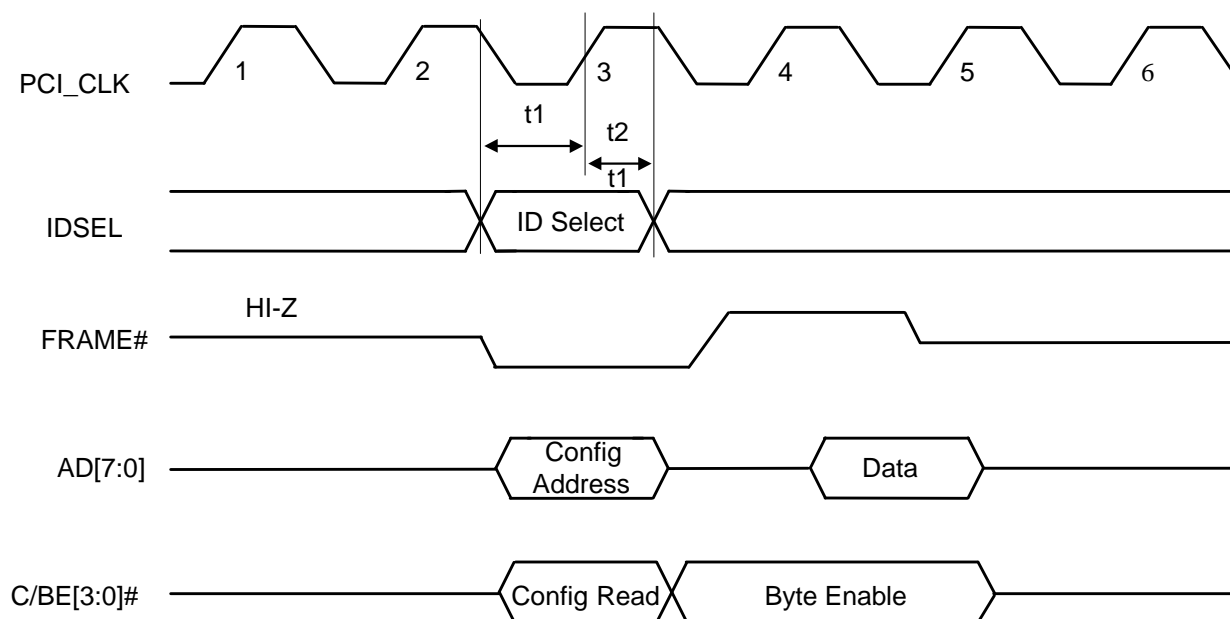 PCI_CLK
1
2
3
4
5
6
t1
t2
t1
IDSEL
ID Select
HI-Z
FRAME#
AD[7:0]
Config
Address
Data
C/BE[3:0]#
Config Read
Byte Enable